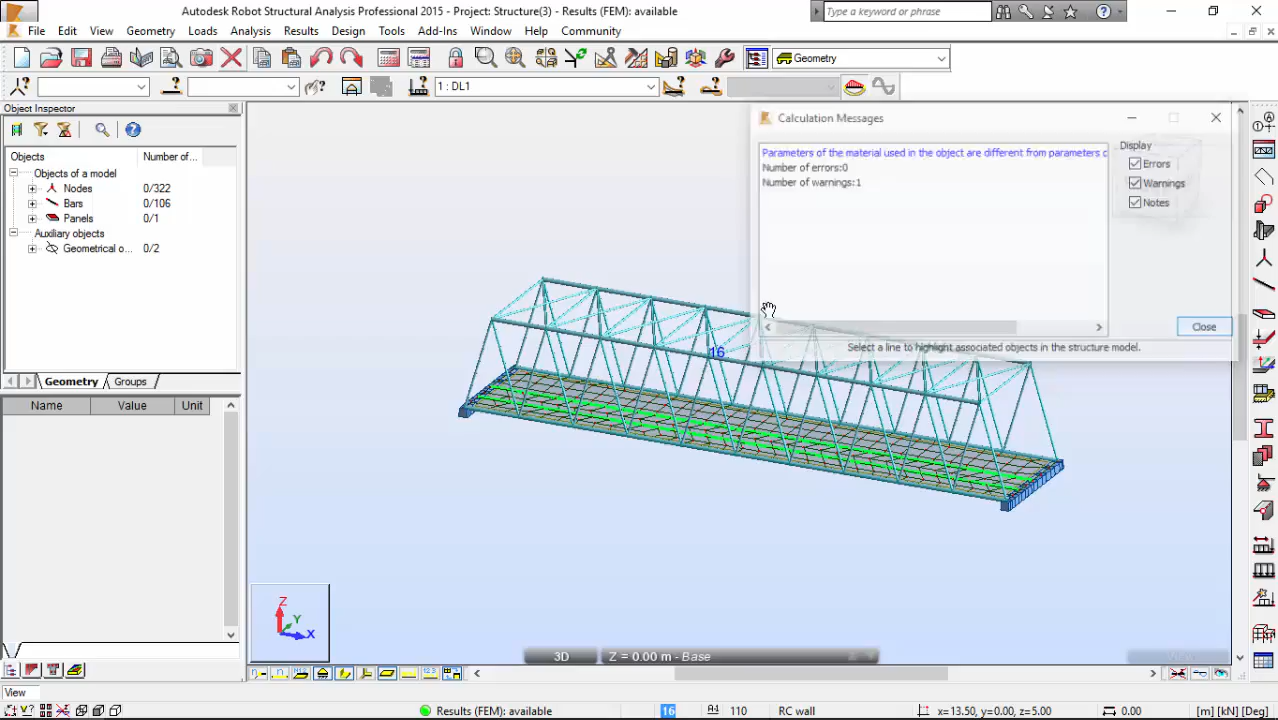 Autodesk Robot Structural Analysis Professional 2015 - Project: Structure(3) - Results (FEM): available
Type a keyword or phrase
File Edit View Geometry Loads Analysis Results Design Tools Add-Ins Window Help Community
Geometry
1 : DL1
Object Inspector
Objects Number of...
Objects of a model
Nodes 0/322
Bars 0/106
Panels 0/1
Auxiliary objects
Geometrical o... 0/2
Geometry Groups
Name Value Unit
Calculation Messages
Parameters of the material used in the object are different from parameters
Number of errors:0
Number of warnings:1
Display
Errors
Warnings
Notes
Close
Select a line to highlight associated objects in the structure model.
16
Z
Y
X
3D Z = 0.00 m - Base
View
View
Results (FEM): available 16 110 RC wall x=13.50, y=0.00, z=5.00 0.00 [m] [kN] [Deg]